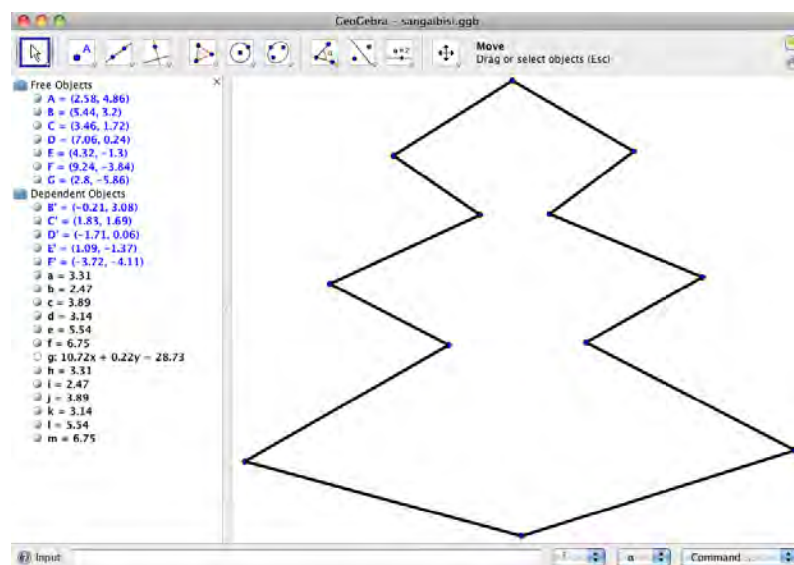 GeoGebra - sangaibisi.ggb
A
a=2
Move
Drag or select objects (Esc)
Free Objects
A = (2.58, 4.86)
B = (5.44, 3.2)
C = (3.46, 1.72)
D = (7.06, 0.24)
E = (4.32, -1.3)
F = (9.24, -3.84)
G = (2.8, -5.86)
Dependent Objects
B' = (-0.21, 3.08)
C' = (1.83, 1.69)
D' = (-1.71, 0.06)
E' = (1.09, -1.37)
F' = (-3.72, -4.11)
a = 3.31
b = 2.47
c = 3.89
d = 3.14
e = 5.54
f = 6.75
g: 10.72x + 0.22y = 28.73
h = 3.31
i = 2.47
j = 3.89
k = 3.14
l = 5.54
m = 6.75
Input:
α
Command ...